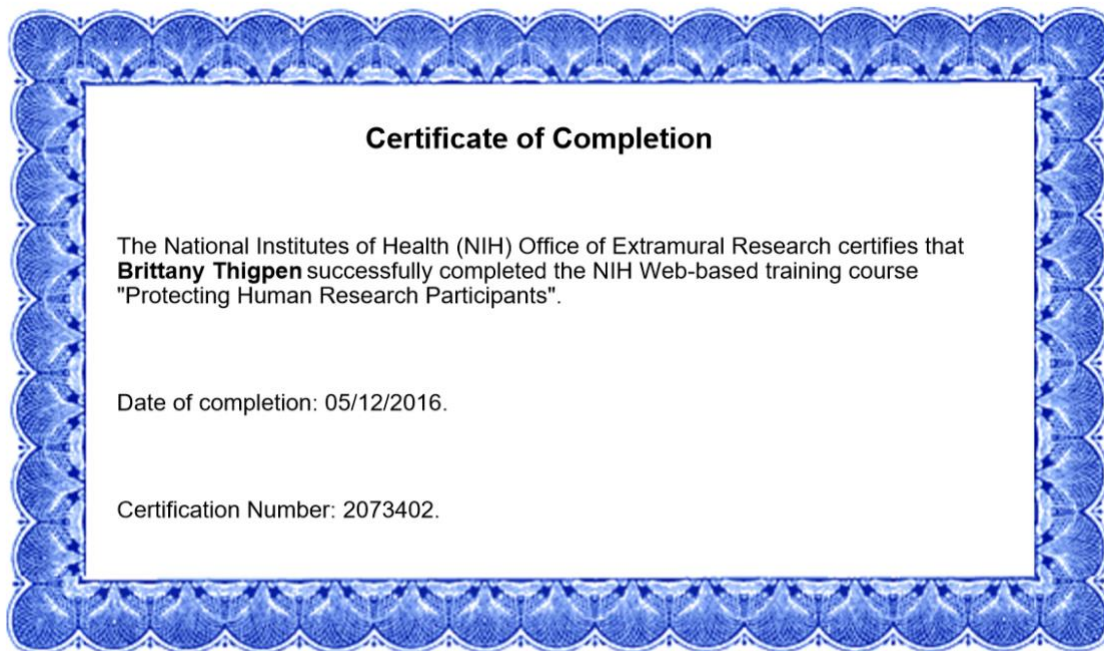 Certificate of Completion
The National Institutes of Health (NIH) Office of Extramural Research certifies that
Brittany Thigpen successfully completed the NIH Web-based training course
"Protecting Human Research Participants".
Date of completion: 05/12/2016.
Certification Number: 2073402.